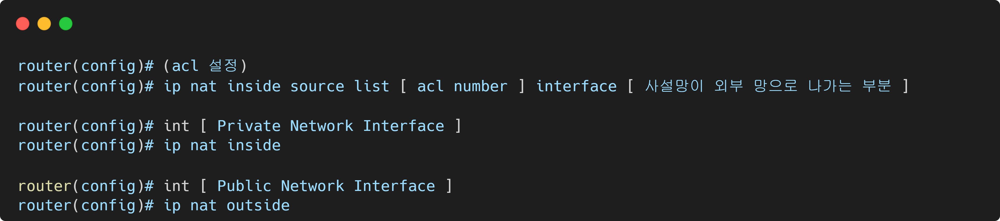 router(config)# (acl 설정)
router(config)# ip nat inside source list [ acl number ] interface [ 사설망이 외부 망으로 나가는 부분 ]
router(config)# int [ Private Network Interface ]
router(config)# ip nat inside
router(config)# int [ Public Network Interface ]
router(config)# ip nat outside